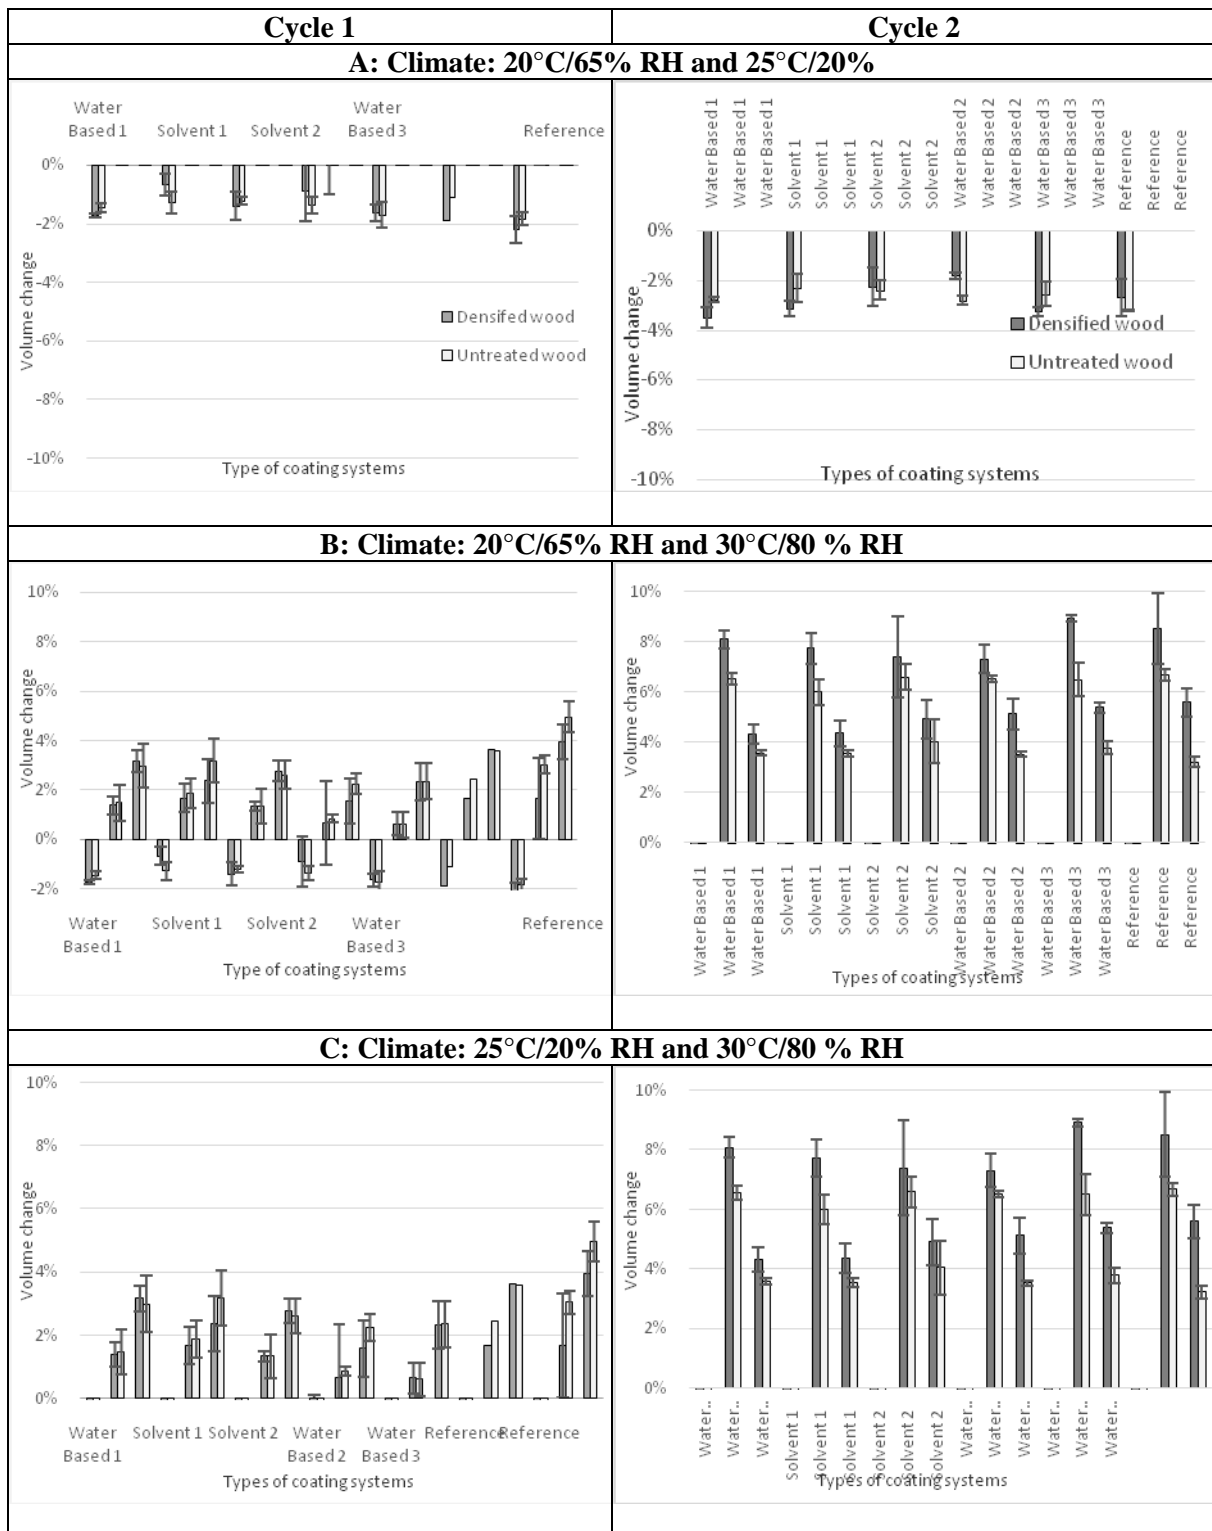 Cycle 1
Cycle 2
A: Climate: 20°C/65% RH and 25°C/20%
Water Based 1
Solvent 1
Solvent 2
Water Based 3
Reference
0%
-2%
-4%
-6%
-8%
-10%
Volume change
Densifed wood
Untreated wood
Type of coating systems
Water Based 1
Water Based 1
Water Based 1
Solvent 1
Solvent 1
Solvent 1
Solvent 2
Solvent 2
Solvent 2
Water Based 2
Water Based 2
Water Based 2
Water Based 3
Water Based 3
Water Based 3
Reference
Reference
Reference
0%
-2%
-4%
-6%
-8%
-10%
Volume change
Densified wood
Untreated wood
Types of coating systems
B: Climate: 20°C/65% RH and 30°C/80 % RH
10%
8%
6%
4%
2%
0%
-2%
Volume change
Water Based 1
Solvent 1
Solvent 2
Water Based 3
Reference
Type of coating systems
10%
8%
6%
4%
2%
0%
Volume change
Water Based 1
Water Based 1
Water Based 1
Solvent 1
Solvent 1
Solvent 1
Solvent 2
Solvent 2
Solvent 2
Water Based 2
Water Based 2
Water Based 2
Water Based 3
Water Based 3
Water Based 3
Reference
Reference
Reference
Types of coating systems
C: Climate: 25°C/20% RH and 30°C/80 % RH
10%
8%
6%
4%
2%
0%
Volume change
Water Based 1
Solvent 1
Solvent 2
Water Based 2
Water Based 3
Reference
Reference
Types of coating systems
10%
8%
6%
4%
2%
0%
Volume change
Water..
Water..
Water..
Solvent 1
Solvent 1
Solvent 1
Solvent 2
Solvent 2
Solvent 2
Water..
Water..
Water..
Water..
Water..
Water..
Types of coating systems